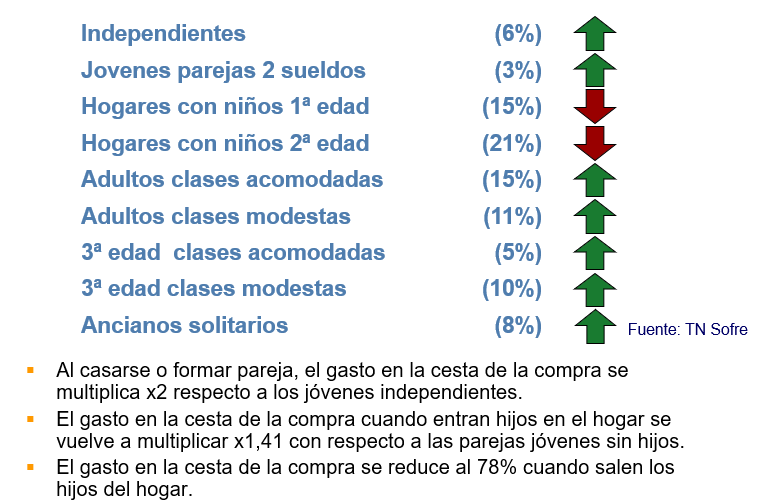 Independientes (6%)
Jovenes parejas 2 sueldos (3%)
Hogares con niños 1ª edad (15%)
Hogares con niños 2ª edad (21%)
Adultos clases acomodadas (15%)
Adultos clases modestas (11%)
3ª edad  clases acomodadas (5%)
3ª edad clases modestas (10%)
Ancianos solitarios (8%) Fuente: TN Sofre
Al casarse o formar pareja, el gasto en la cesta de la compra se
multiplica x2 respecto a los jóvenes independientes.
El gasto en la cesta de la compra cuando entran hijos en el hogar se
vuelve a multiplicar x1,41 con respecto a las parejas jóvenes sin hijos.
El gasto en la cesta de la compra se reduce al 78% cuando salen los
hijos del hogar.